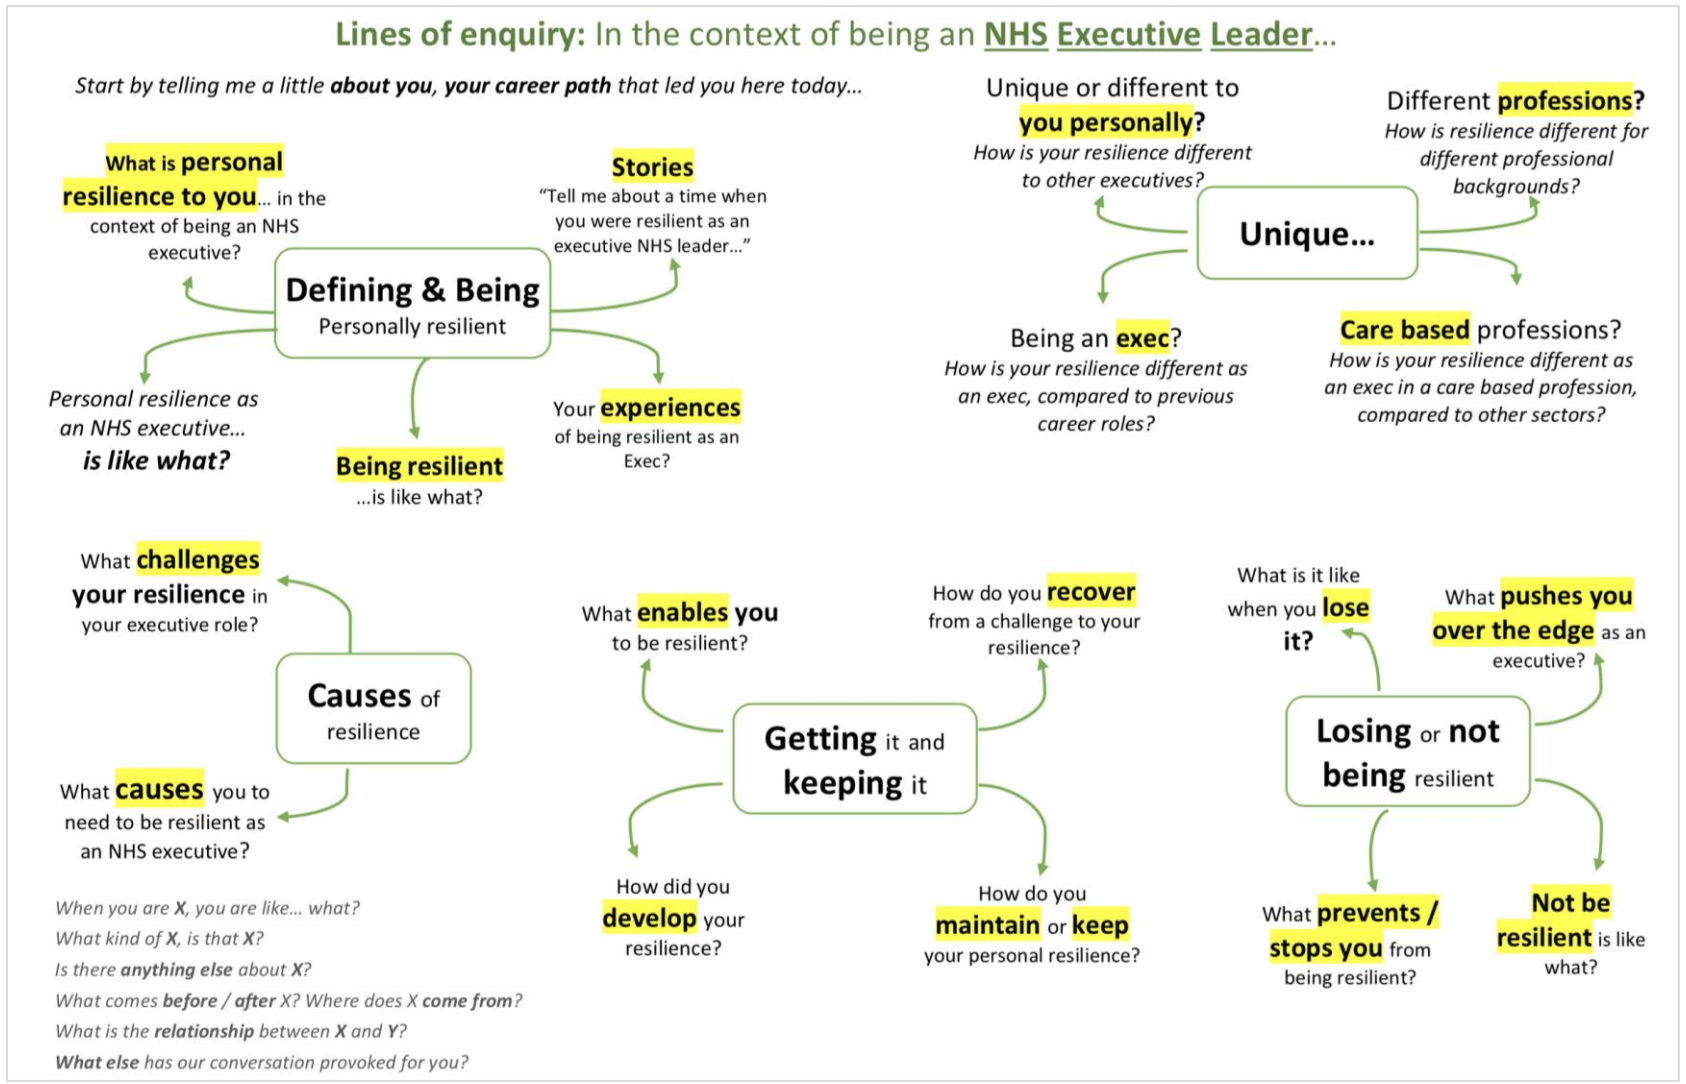 Lines of enquiry: In the context of being an NHS Executive Leader...
Start by telling me a little about you, your career path that led you here today...
What is personal
resilience to you... in the
context of being an NHS
executive?
Stories
“Tell me about a time when
you were resilient as an
executive NHS leader...”
Defining & Being
Personally resilient
Personal resilience as
an NHS executive...
is like what?
Being resilient
...is like what?
Your experiences
of being resilient as an
Exec?
Unique or different to
you personally?
How is your resilience different
to other executives?
Different professions?
How is resilience different for
different professional
backgrounds?
Unique...
Being an exec?
How is your resilience different as
an exec, compared to previous
career roles?
Care based professions?
How is your resilience different as
an exec in a care based profession,
compared to other sectors?
What challenges
your resilience in
your executive role?
Causes of
resilience
What causes you to
need to be resilient as
an NHS executive?
What enables you
to be resilient?
How do you recover
from a challenge to your
resilience?
Getting it and
keeping it
How did you
develop your
resilience?
How do you
maintain or keep
your personal resilience?
What is it like
when you lose
it?
What pushes you
over the edge as an
executive?
Losing or not
being resilient
What prevents /
stops you from
being resilient?
Not be
resilient is like
what?
When you are X, you are like... what?
What kind of X, is that X?
Is there anything else about X?
What comes before / after X? Where does X come from?
What is the relationship between X and Y?
What else has our conversation provoked for you?